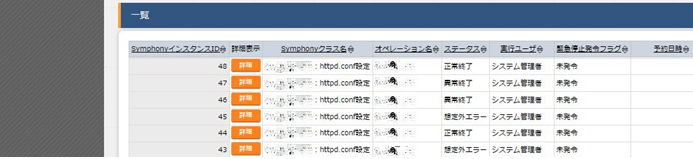 一覧
SymphonyインスタンスID 詳細表示 Symphonyクラス名 オペレーション名 ステータス 実行ユーザ 緊急停止発令フラグ 予約日時
48 詳細 : httpd.conf設定 正常終了 システム管理者 未発令
47 詳細 : httpd.conf設定 異常終了 システム管理者 未発令
46 詳細 : httpd.conf設定 異常終了 システム管理者 未発令
45 詳細 : httpd.conf設定 想定外エラー システム管理者 未発令
44 詳細 : httpd.conf設定 正常終了 システム管理者 未発令
43 詳細 : httpd.conf設定 想定外エラー システム管理者 未発令